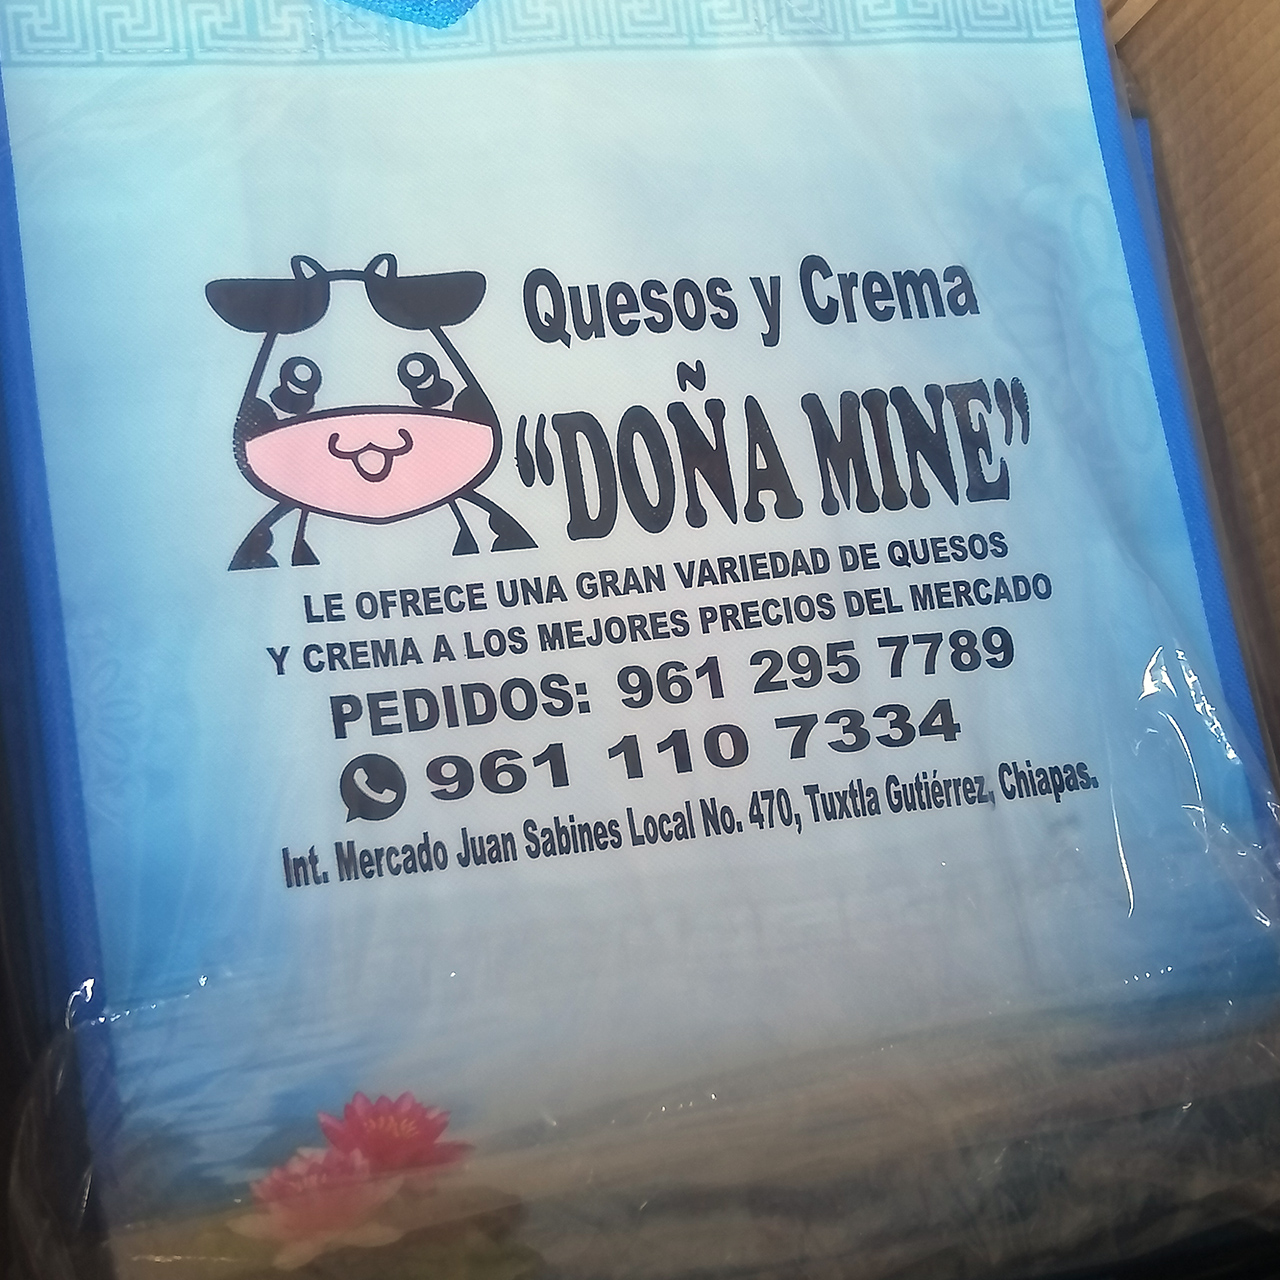 Quesos y Crema
“DOÑA MINE”
LE OFRECE UNA GRAN VARIEDAD DE QUESOS
Y CREMA A LOS MEJORES PRECIOS DEL MERCADO
PEDIDOS: 961 295 7789
961 110 7334
Int. Mercado Juan Sabines Local No. 470, Tuxtla Gutiérrez, Chiapas.